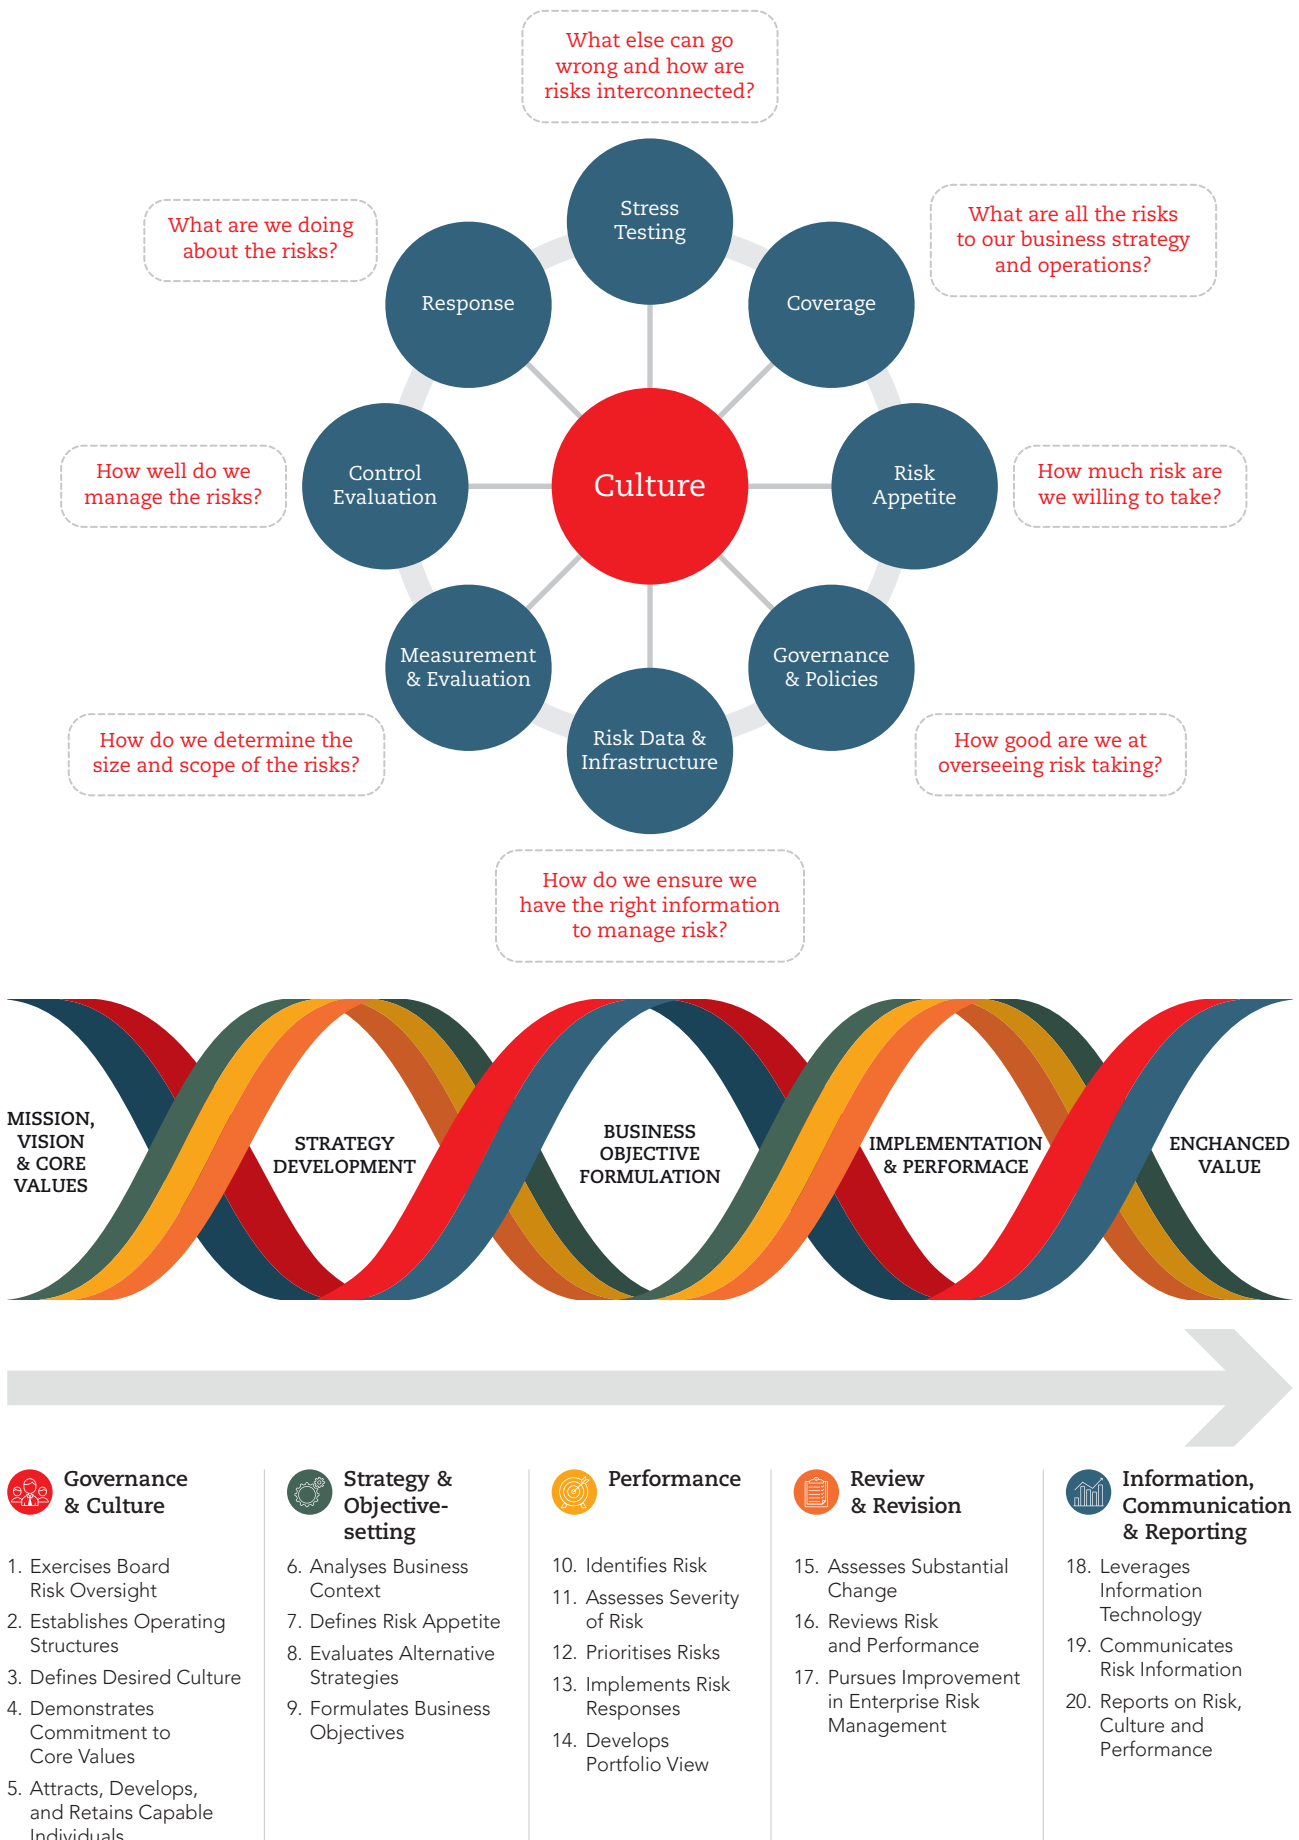 What else can go
wrong and how are
risks interconnected?
What are we doing
about the risks?
Stress
Testing
What are all the risks
to our business strategy
and operations?
Response
Coverage
How well do we
manage the risks?
Control
Evaluation
Culture
Risk
Appetite
How much risk are
we willing to take?
Measurement
& Evaluation
Governance
& Policies
How do we determine the
size and scope of the risks?
Risk Data &
Infrastructure
How good are we at
overseeing risk taking?
How do we ensure we
have the right information
to manage risk?
MISSION,
VISION
& CORE
VALUES
STRATEGY
DEVELOPMENT
BUSINESS
OBJECTIVE
FORMULATION
IMPLEMENTATION
& PERFORMACE
ENCHANCED
VALUE
Governance
& Culture
1. Exercises Board
Risk Oversight
2. Establishes Operating
Structures
3. Defines Desired Culture
4. Demonstrates
Commitment to
Core Values
5. Attracts, Develops,
and Retains Capable
Individuals
Strategy &
Objective-
setting
6. Analyses Business
Context
7. Defines Risk Appetite
8. Evaluates Alternative
Strategies
9. Formulates Business
Objectives
Performance
10. Identifies Risk
11. Assesses Severity
of Risk
12. Prioritises Risks
13. Implements Risk
Responses
14. Develops
Portfolio View
Review
& Revision
15. Assesses Substantial
Change
16. Reviews Risk
and Performance
17. Pursues Improvement
in Enterprise Risk
Management
Information,
Communication
& Reporting
18. Leverages
Information
Technology
19. Communicates
Risk Information
20. Reports on Risk,
Culture and
Performance